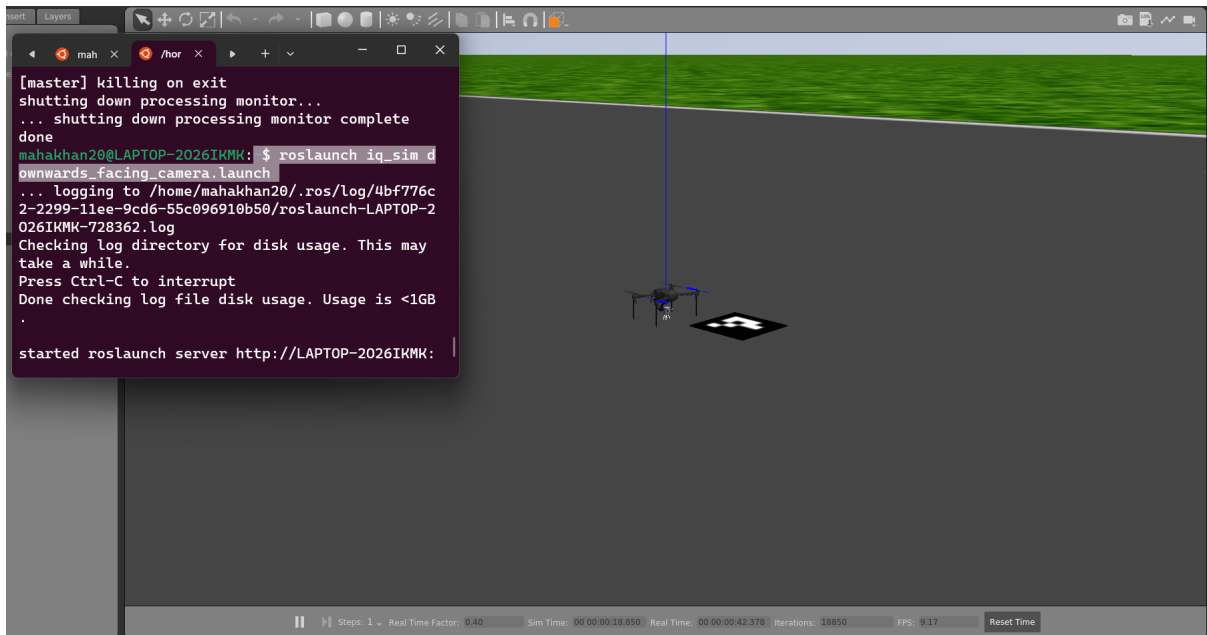 Insert Layers
mah /hor
[master] killing on exit
shutting down processing monitor...
... shutting down processing monitor complete
done
mahakhan20@LAPTOP-2O26IKMK: $ roslaunch iq_sim d
ownwards_facing_camera.launch
... logging to /home/mahakhan20/.ros/log/4bf776c
2-2299-11ee-9cd6-55c096910b50/roslaunch-LAPTOP-2
O26IKMK-728362.log
Checking log directory for disk usage. This may
take a while.
Press Ctrl-C to interrupt
Done checking log file disk usage. Usage is <1GB
.
started roslaunch server http://LAPTOP-2O26IKMK:
Steps: 1 Real Time Factor: 0.40 Sim Time: 00 00:00:18.850 Real Time: 00 00:00:42.378 Iterations: 18850 FPS: 9.17 Reset Time